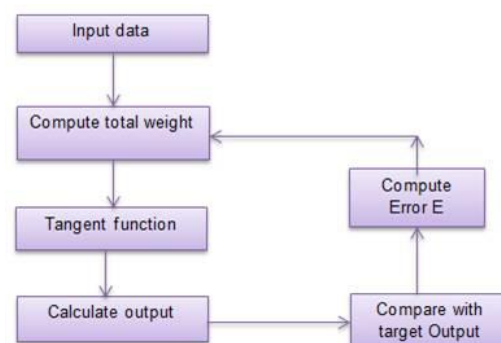 Input data
Compute total weight
Tangent function
Calculate output
Compute
Error E
Compare with
target Output